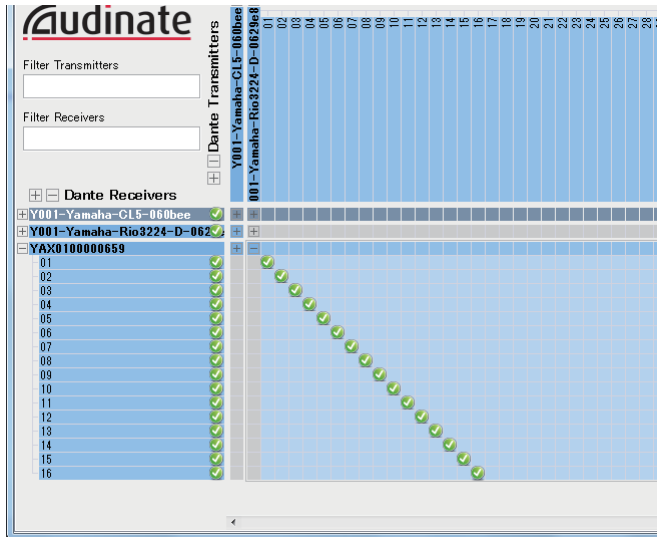 Audinate
Filter Transmitters
Filter Receivers
Dante Transmitters
Y001-Yamaha-CL5-060bee
001-Yamaha-Rio3224-D-0629e8
01 02 03 04 05 06 07 08 09 10 11 12 13 14 15 16 17 18 19 20 21 22 23 24 25 26 27 28
Dante Receivers
Y001-Yamaha-CL5-060bee
Y001-Yamaha-Rio3224-D-062
YAX0100000659
01
02
03
04
05
06
07
08
09
10
11
12
13
14
15
16